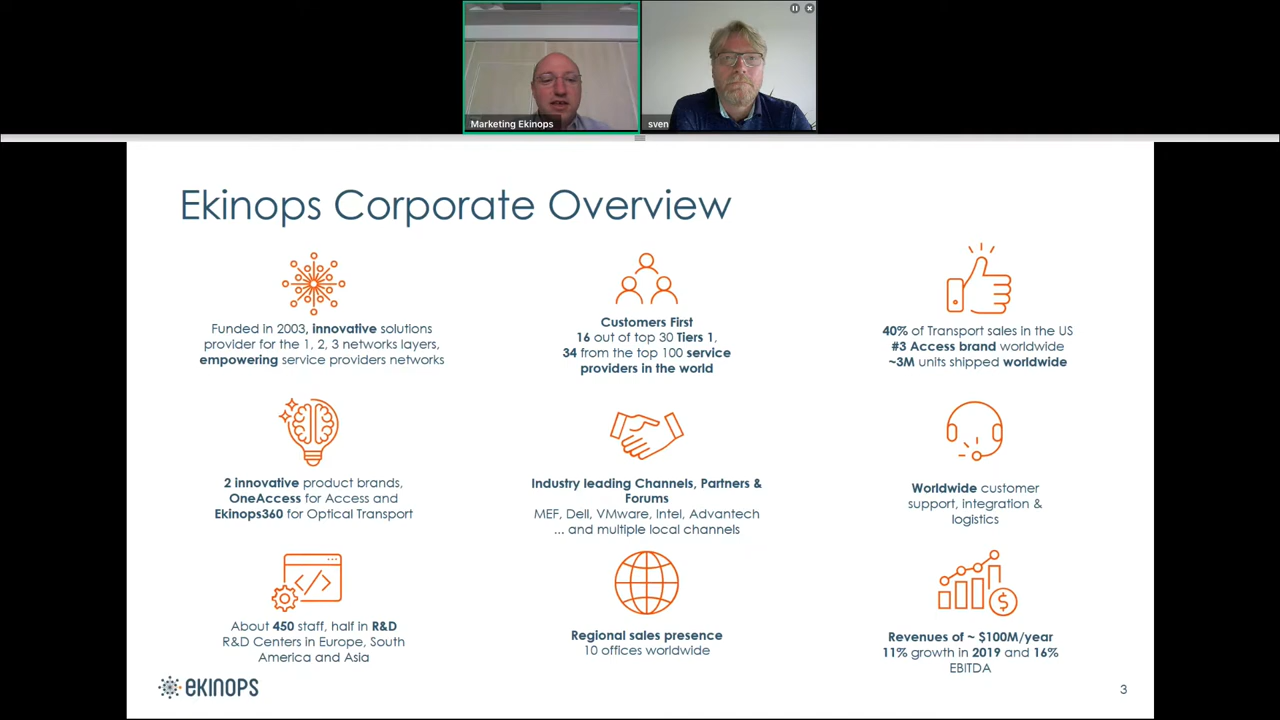 Marketing Ekinops
sven
Ekinops Corporate Overview
Funded in 2003, innovative solutions
provider for the 1, 2, 3 networks layers,
empowering service providers networks
Customers First
16 out of top 30 Tiers 1,
34 from the top 100 service
providers in the world
40% of Transport sales in the US
#3 Access brand worldwide
~3M units shipped worldwide
2 innovative product brands,
OneAccess for Access and
Ekinops360 for Optical Transport
Industry leading Channels, Partners &
Forums
MEF, Dell, VMware, Intel, Advantech
... and multiple local channels
Worldwide customer
support, integration &
logistics
About 450 staff, half in R&D
R&D Centers in Europe, South
America and Asia
Regional sales presence
10 offices worldwide
Revenues of ~ $100M/year
11% growth in 2019 and 16%
EBITDA
ekinops
3